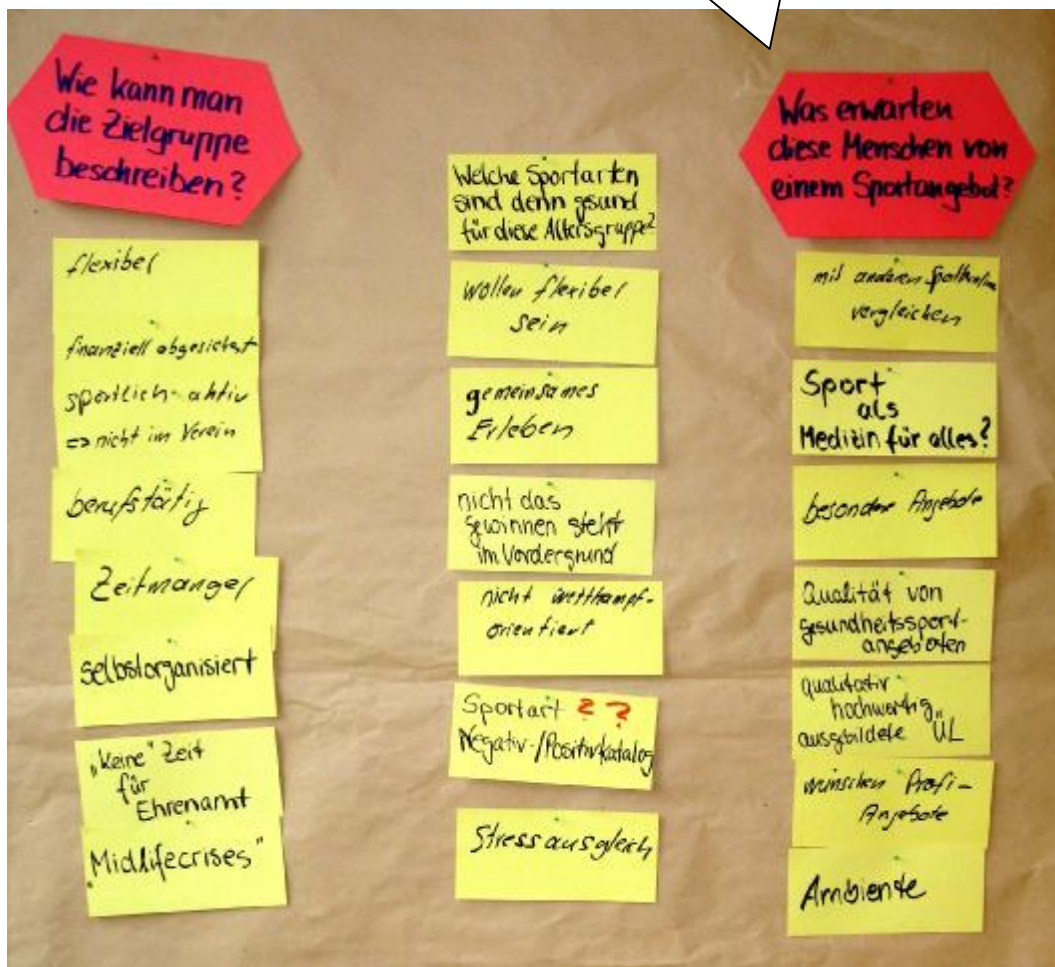 Wie kann man
die Zielgruppe
beschreiben?
flexibel
finanziell abgesichert
sportlich-aktiv
=> nicht im Verein
berufstätig
Zeitmangel
selbstorganisiert
"keine" Zeit
für
Ehrenamt
"Midlifecrises"
Welche Sportarten
sind denn gesund
für diese Altersgruppe?
wollen flexibel
sein
gemeinsames
Erleben
nicht das
gewinnen steht
im Vordergrund
nicht wettkampf-
orientiert
Sportart ? ?
Negativ-/Positivkatalog
Stressausgleich
Was erwarten
diese Menschen von
einem Sportangebot?
mit anderen
vergleichen
Sport
als
Medizin für alles?
besondere Angebote
Qualität von
gesundheitssport-
angeboten
qualitativ
hochwertig
ausgebildete ÜL
wünschen Profi-
Angebote
Ambiente